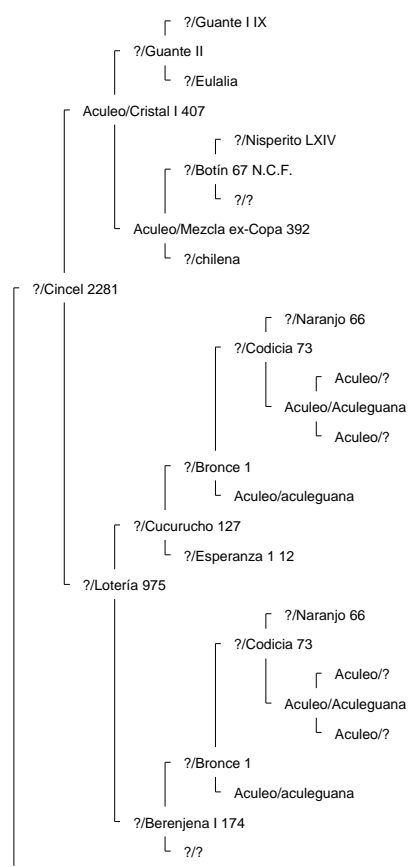 ?/Guante I IX
?/Guante II
?/Eulalia
Aculeo/Cristal I 407
?/Nisperito LXIV
?/Botín 67 N.C.F.
?/?
Aculeo/Mezcla ex-Copa 392
?/chilena
?/Cincel 2281
?/Naranjo 66
?/Codicia 73
Aculeo/?
Aculeo/Aculeguana
Aculeo/?
?/Bronce 1
Aculeo/aculeguana
?/Cucurucho 127
?/Esperanza 1 12
?/Lotería 975
?/Naranjo 66
?/Codicia 73
Aculeo/?
Aculeo/Aculeguana
Aculeo/?
?/Bronce 1
Aculeo/aculeguana
?/Berenjena I 174
?/?